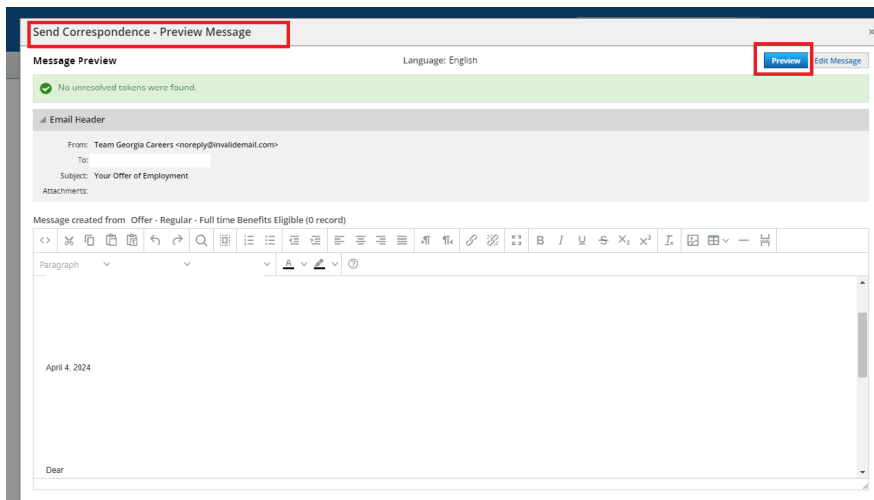 Send Correspondence - Preview Message
×
Message Preview
Language: English
Preview
Edit Message
No unresolved tokens were found.
Email Header
From: Team Georgia Careers <noreply@invalidemail.com>
To:
Subject: Your Offer of Employment
Attachments:
Message created from Offer - Regular - Full time Benefits Eligible (0 record)
Paragraph
April 4, 2024
Dear